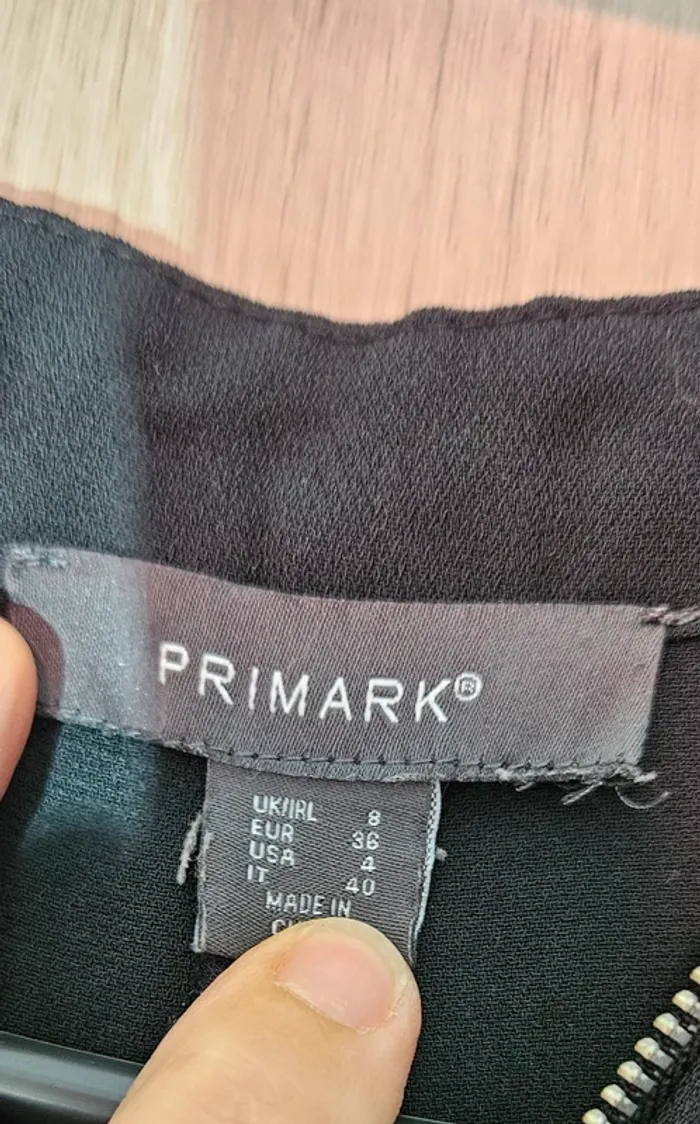 PRIMARK®
UK/IRL 8
EUR 36
USA 4
IT 40
MADE IN